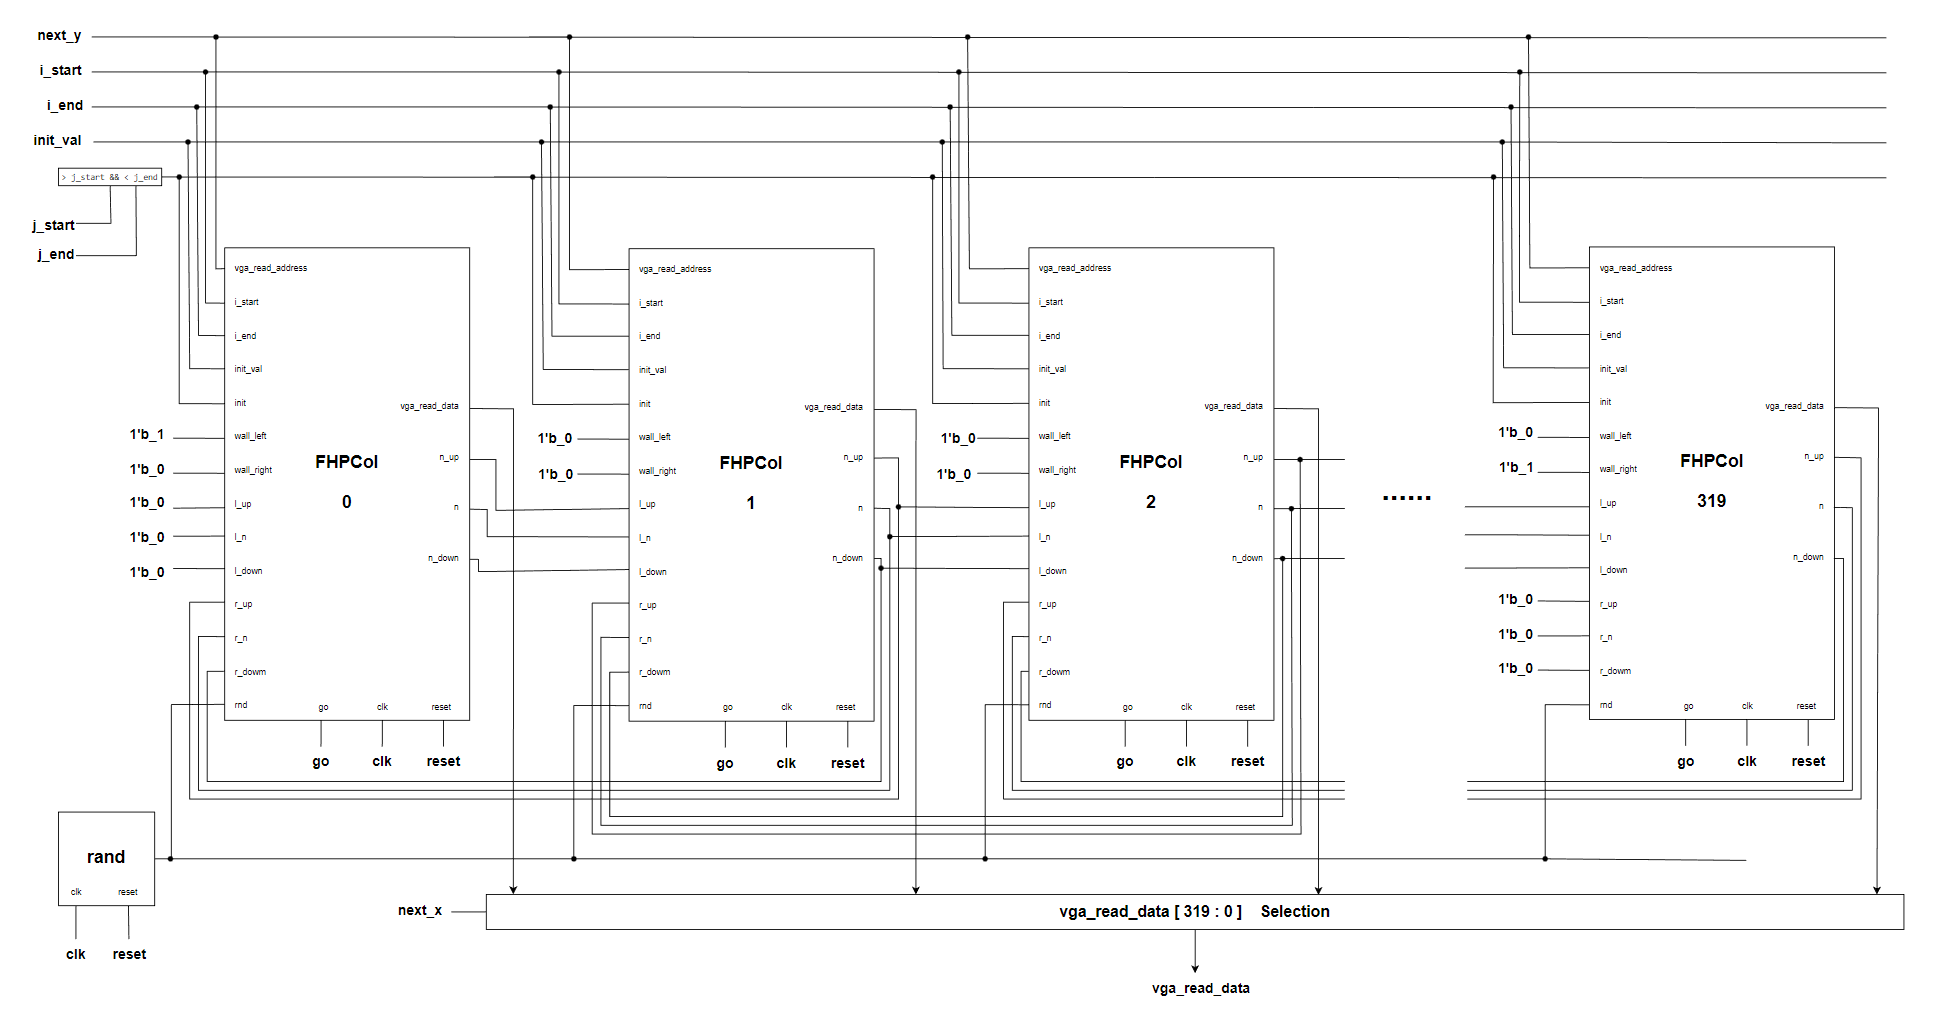 next_y
i_start
i_end
init_val
> j_start && < j_end
j_start
j_end
vga_read_address
i_start
i_end
init_val
init
wall_left
wall_right
l_up
l_n
l_down
r_up
r_n
r_dowm
rnd
1'b_1
1'b_0
1'b_0
1'b_0
1'b_0
FHPCol
0
vga_read_data
n_up
n
n_down
go
clk
reset
go
clk
reset
vga_read_address
i_start
i_end
init_val
init
wall_left
wall_right
l_up
l_n
l_down
r_up
r_n
r_dowm
rnd
1'b_0
1'b_0
FHPCol
1
vga_read_data
n_up
n
n_down
go
clk
reset
go
clk
reset
vga_read_address
i_start
i_end
init_val
init
wall_left
wall_right
l_up
l_n
l_down
r_up
r_n
r_dowm
rnd
1'b_0
1'b_0
FHPCol
2
vga_read_data
n_up
n
n_down
go
clk
reset
go
clk
reset
......
vga_read_address
i_start
i_end
init_val
init
wall_left
wall_right
l_up
l_n
l_down
r_up
r_n
r_dowm
rnd
1'b_0
1'b_1
1'b_0
1'b_0
1'b_0
FHPCol
319
vga_read_data
n_up
n
n_down
go
clk
reset
go
clk
reset
rand
clk
reset
clk
reset
next_x
vga_read_data [ 319 : 0 ] Selection
vga_read_data